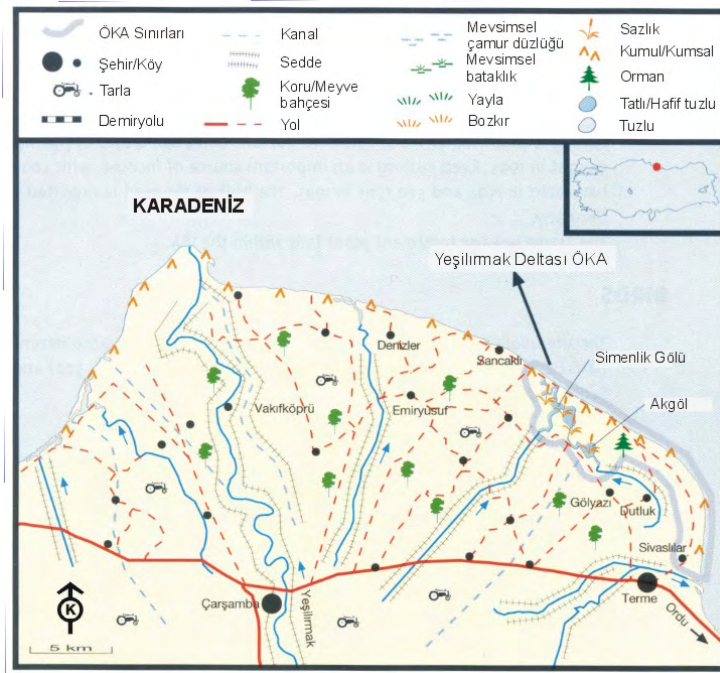 ÖKA Sınırları
Şehir/Köy
Tarla
Demiryolu
Kanal
Sedde
Koru/Meyve
bahçesi
Yol
Mevsimsel
çamur düzlüğü
Mevsimsel
bataklık
Yayla
Bozkır
Sazlık
Kumul/Kumsal
Orman
Tatlı/Hafif tuzlu
Tuzlu
KARADENİZ
Yeşilırmak Deltası ÖKA
Denizler
Sancaklı
Simenlik Gölü
Akgöl
Vakıfköprü
Emiryusuf
Gölyazı
Dutluk
Sivaslılar
Çarşamba
Yeşilırmak
Terme
Ordu
K
5 km